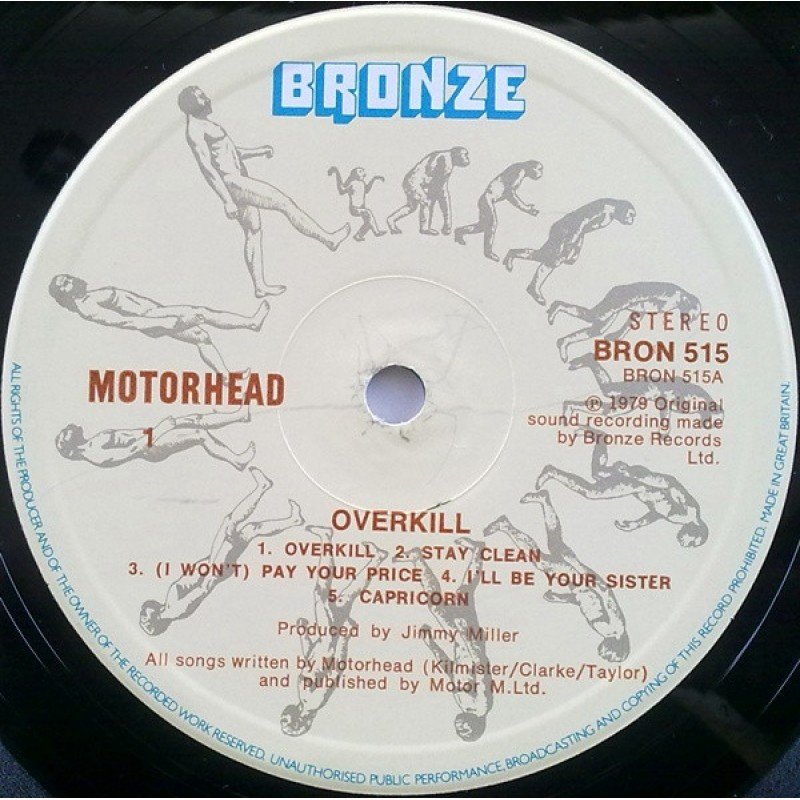 BRONZE
STEREO
BRON 515
BRON 515A
MOTORHEAD
1
℗ 1979 Original
sound recording made
by Bronze Records
Ltd.
OVERKILL
1. OVERKILL 2. STAY CLEAN
3. (I WON'T) PAY YOUR PRICE 4. I'LL BE YOUR SISTER
5. CAPRICORN
Produced by Jimmy Miller
All songs written by Motorhead (Kilmister/Clarke/Taylor)
and published by Motor M.Ltd.
ALL RIGHTS OF THE PRODUCER AND OF THE OWNER OF THE RECORDED WORK RESERVED. UNAUTHORISED PUBLIC PERFORMANCE, BROADCASTING AND COPYING OF THIS RECORD PROHIBITED. MADE IN GREAT BRITAIN.